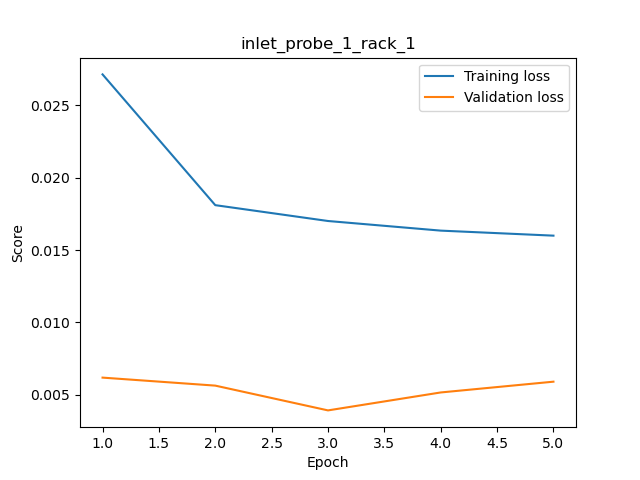 inlet_probe_1_rack_1
Training loss
Validation loss
Score
0.025
0.020
0.015
0.010
0.005
1.0 1.5 2.0 2.5 3.0 3.5 4.0 4.5 5.0
Epoch